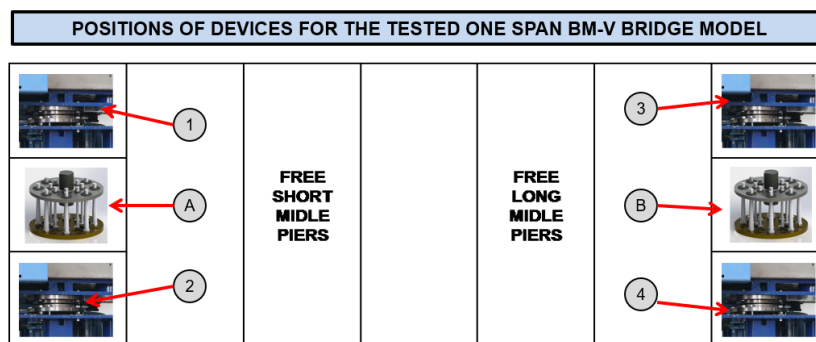 POSITIONS OF DEVICES FOR THE TESTED ONE SPAN BM-V BRIDGE MODEL
1
3
A
FREE
SHORT
MIDLE
PIERS
FREE
LONG
MIDLE
PIERS
B
2
4